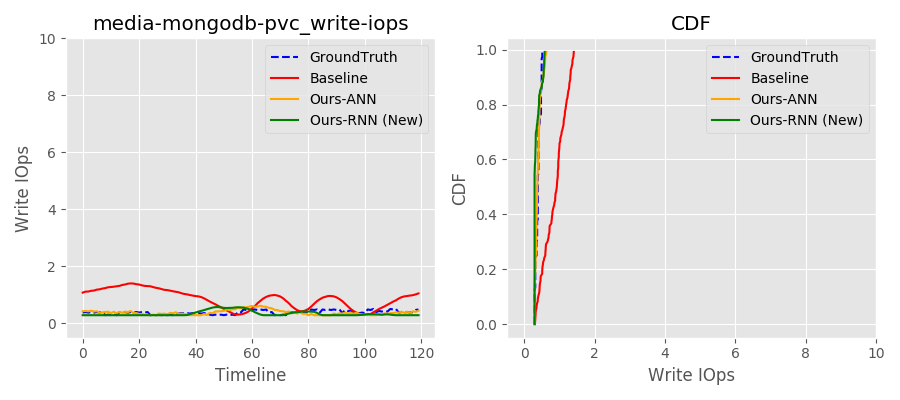 media-mongodb-pvc_write-iops
10
8
6
4
2
0
Write IOps
0 20 40 60 80 100 120
Timeline
GroundTruth
Baseline
Ours-ANN
Ours-RNN (New)
CDF
1.0
0.8
0.6
0.4
0.2
0.0
CDF
0 2 4 6 8 10
Write IOps
GroundTruth
Baseline
Ours-ANN
Ours-RNN (New)